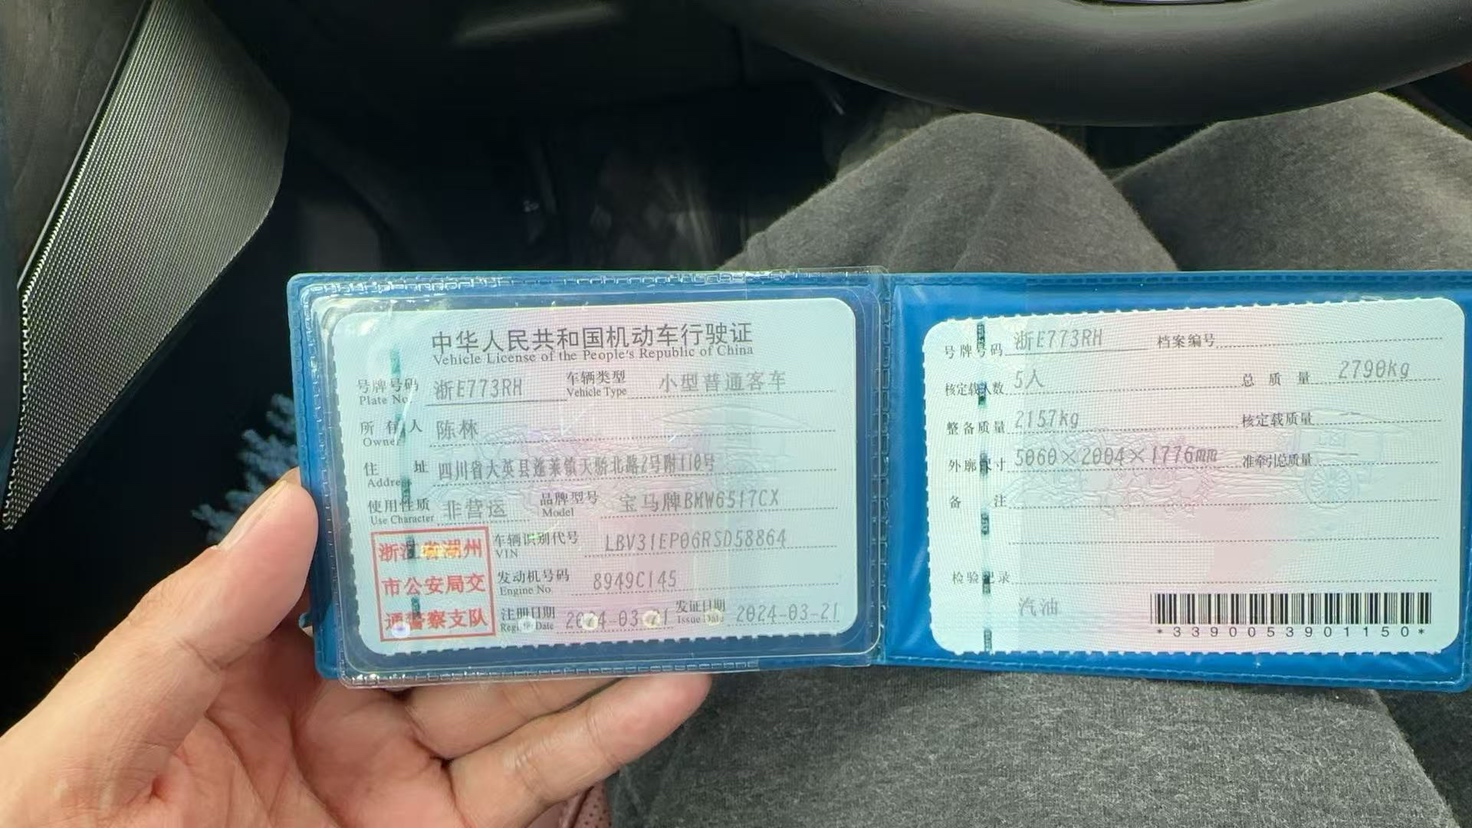 中华人民共和国机动车行驶证
Vehicle License of the People's Republic of China
号牌号码 浙E773RH 车辆类型 小型普通客车
Plate No. Vehicle Type
所有人 陈林
Owner
住址 四川省大英县蓬莱镇天骄北路2号附110号
Address
使用性质 非营运 品牌型号 宝马牌BMW6517CX
Use Character Model
浙江省湖州
市公安局交
通警察支队
车辆识别代号 LBV31EP06RSD58864
VIN
发动机号码 8949C145
Engine No.
注册日期 2024-03-21 发证日期 2024-03-21
Register Date Issue Date
号牌号码 浙E773RH 档案编号
核定载人数 5人 总质量 2790kg
整备质量 2157kg 核定载质量 --
外廓尺寸 5060×2004×1776mm 准牵引总质量 --
备注
检验记录
汽油
*3390053901150*